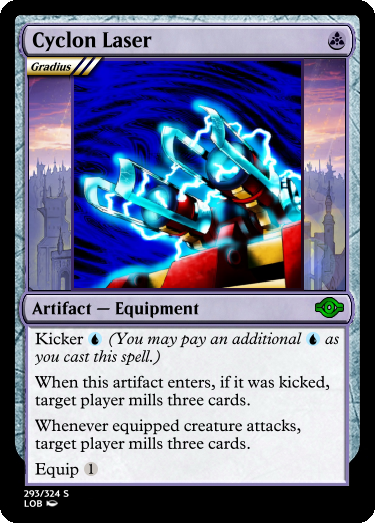 Cyclon Laser
Gradius
Artifact — Equipment
Kicker (You may pay an additional as
you cast this spell.)
When this artifact enters, if it was kicked,
target player mills three cards.
Whenever equipped creature attacks,
target player mills three cards.
Equip 1
293/324 S
LOB